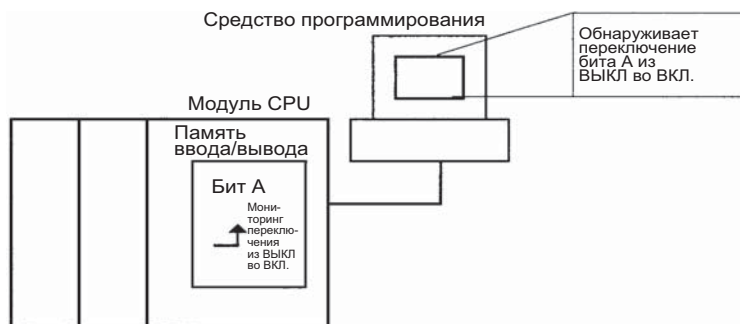 Средство программирования
Обнаруживает
переключение
бита А из
ВЫКЛ во ВКЛ.
Модуль CPU
Память
ввода/вывода
Бит А
Мони-
торинг
переклю-
чения
из ВЫКЛ
во ВКЛ.